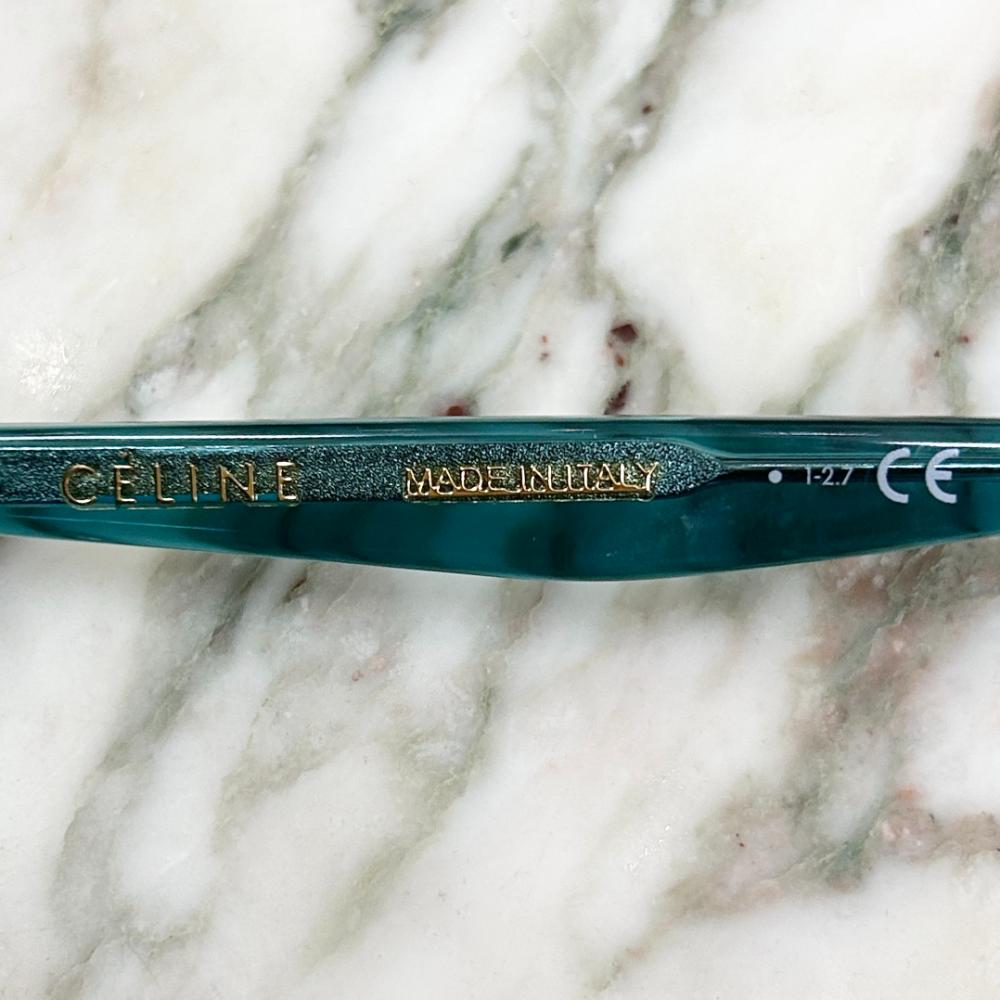 CÉLINE MADE IN ITALY • 1-2.7 CE